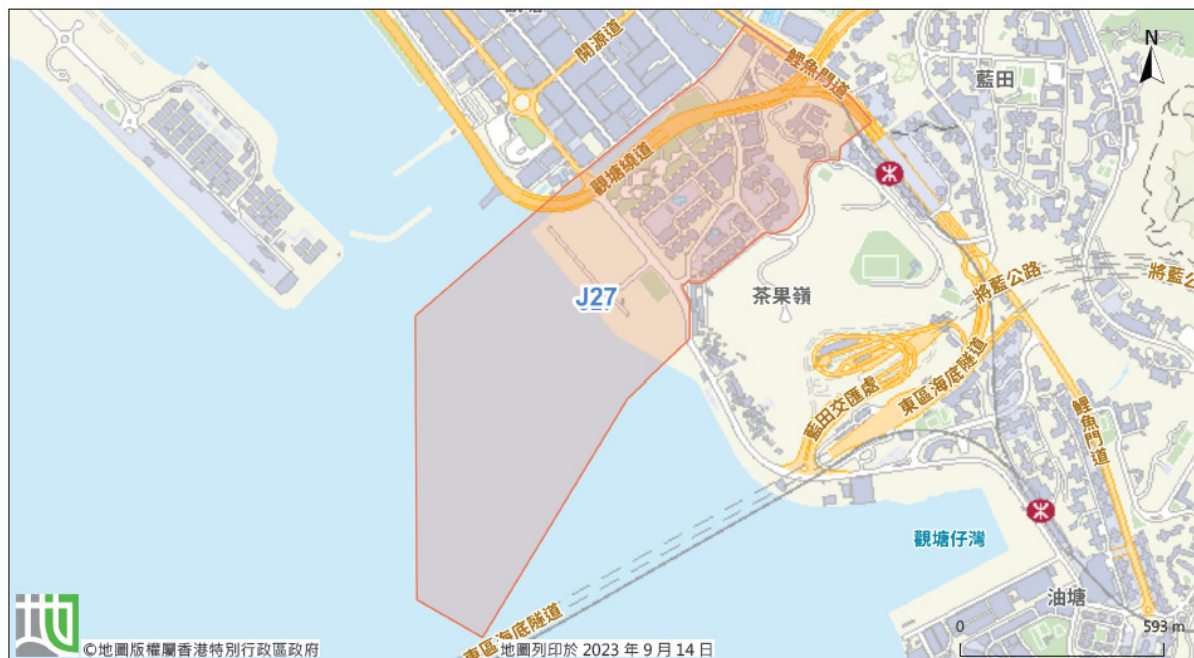 開源道
鯉魚門道
N
藍田
觀塘繞道
J27
茶果嶺
將藍公路
將藍公
藍田交匯處
東區海底隧道
鯉魚門道
觀塘仔灣
油塘
東區海底隧道
0
593 m
©地圖版權屬香港特別行政區政府
地圖列印於 2023 年 9 月 14 日